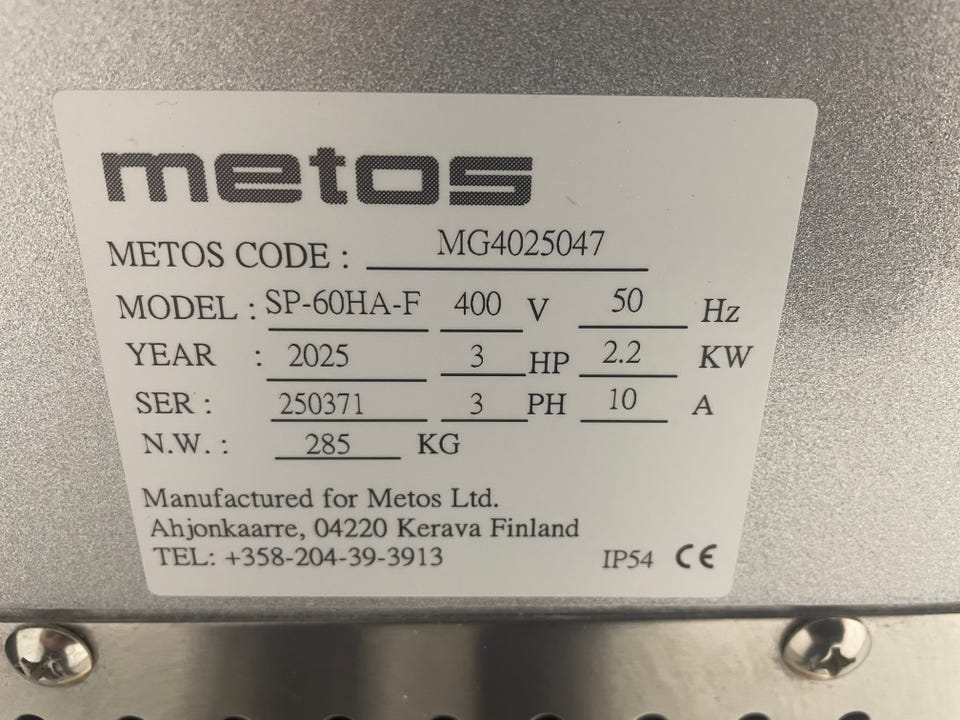 metos
METOS CODE : MG4025047
MODEL : SP-60HA-F 400 V 50 Hz
YEAR : 2025 3 HP 2.2 KW
SER : 250371 3 PH 10 A
N.W. : 285 KG
Manufactured for Metos Ltd.
Ahjonkaarre, 04220 Kerava Finland
TEL: +358-204-39-3913 IP54 CE